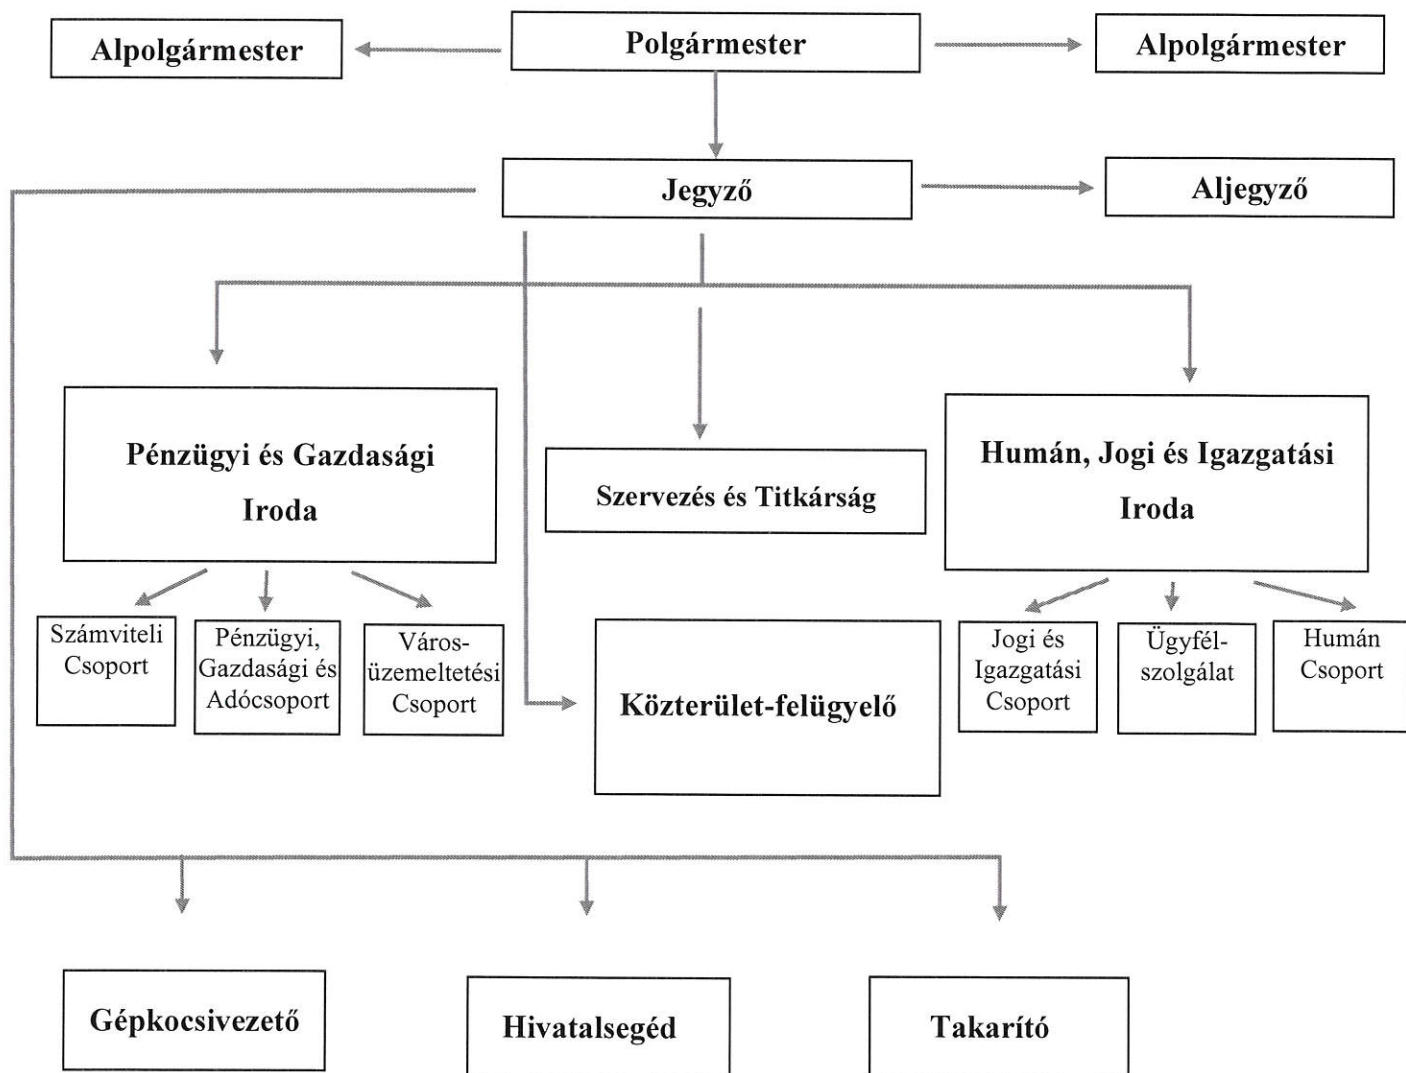 Alpolgármester
Polgármester
Alpolgármester
Jegyző
Aljegyző
Pénzügyi és Gazdasági
Iroda
Szervezés és Titkárság
Humán, Jogi és Igazgatási
Iroda
Számviteli
Csoport
Pénzügyi,
Gazdasági és
Adócsoport
Város-
üzemeltetési
Csoport
Közterület-felügyelő
Jogi és
Igazgatási
Csoport
Ügyfél-
szolgálat
Humán
Csoport
Gépkocsivezető
Hivatalsegéd
Takarító